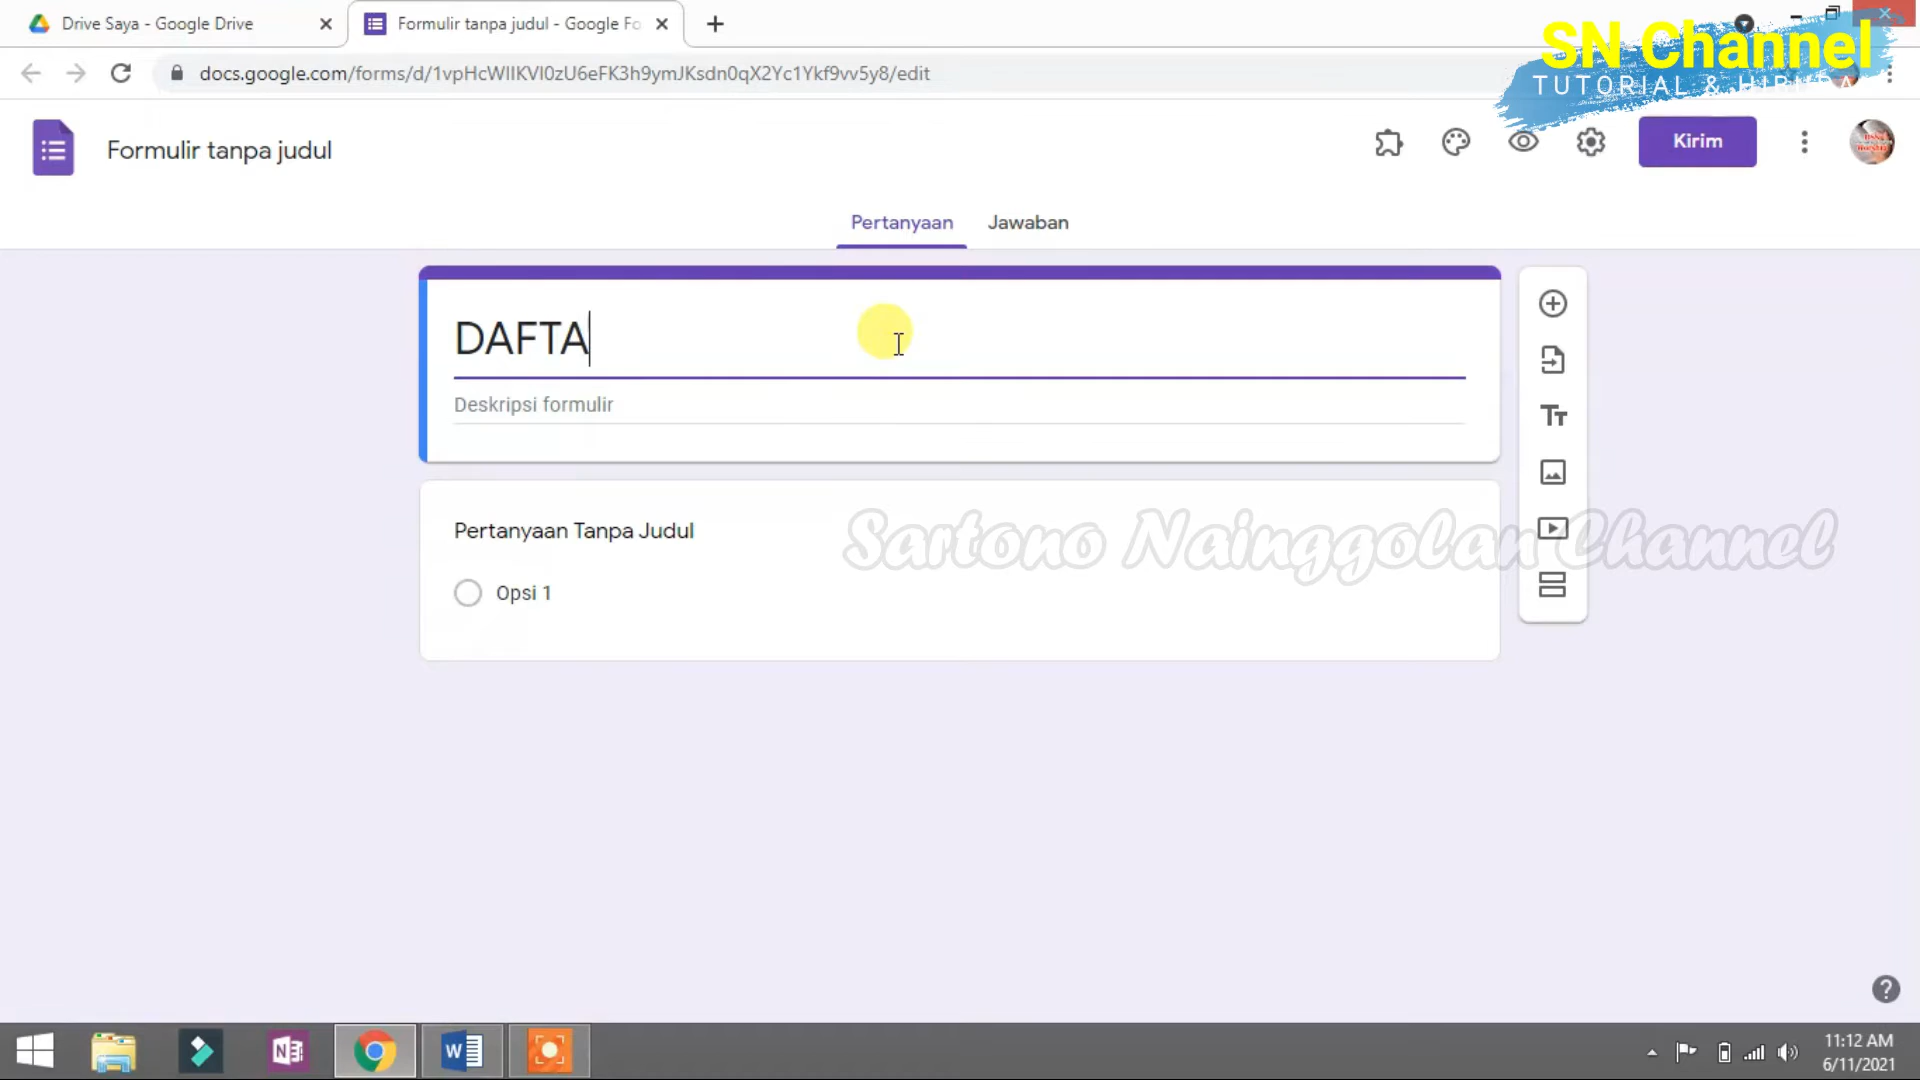 Drive Saya - Google Drive
Formulir tanpa judul - Google Fo
SN Channel
docs.google.com/forms/d/1vpHcWlIKVI0zU6eFK3h9ymJKsdn0qX2Yc1Ykf9vv5y8/edit
TUTORIAL &
Formulir tanpa judul
Kirim
Pertanyaan Jawaban
DAFTA
Deskripsi formulir
Pertanyaan Tanpa Judul
Sartono Nainggolan Channel
Opsi 1
11:12 AM
6/11/2021